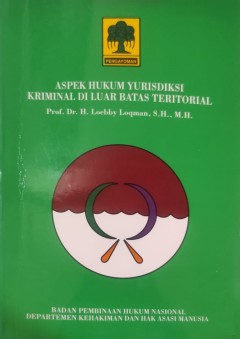 PENGAYOMAN
ASPEK HUKUM YURISDIKSI
KRIMINAL DI LUAR BATAS TERITORIAL
Prof. Dr. H. Loebby Loqman, S.H., M.H.
BADAN PEMBINAAN HUKUM NASIONAL
DEPARTEMEN KEHAKIMAN DAN HAK ASASI MANUSIA